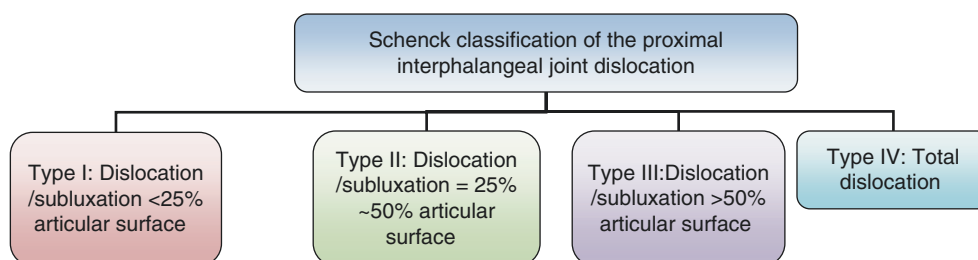 Schenck classification of the proximal
interphalangeal joint dislocation
Type I: Dislocation
/subluxation <25%
articular surface
Type II: Dislocation
/subluxation = 25%
~50% articular
surface
Type III:Dislocation
/subluxation >50%
articular surface
Type IV: Total
dislocation